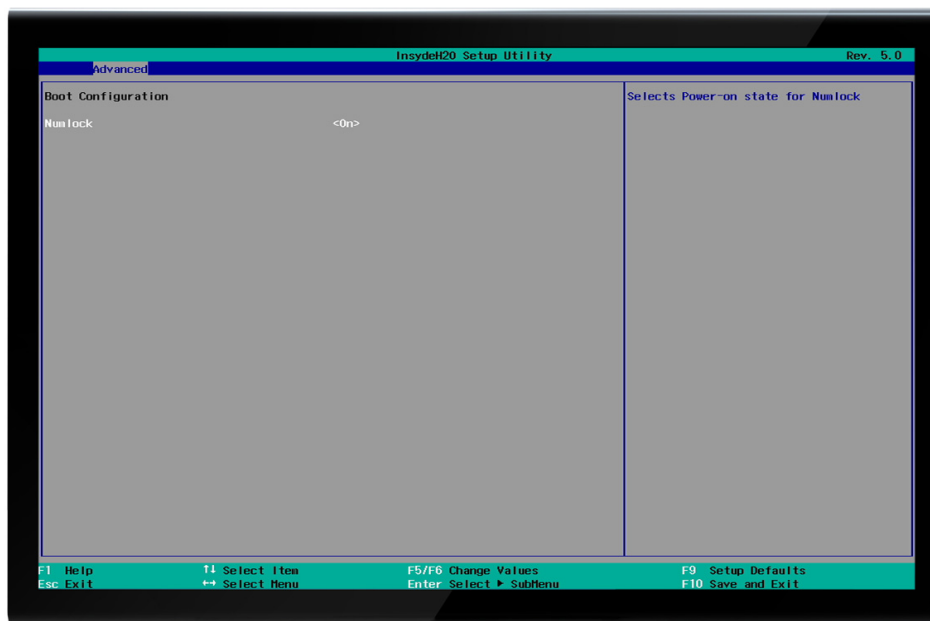 InsydeH20 Setup Utility Rev. 5.0
Advanced
Boot Configuration
Numlock <On>
Selects Power-on state for Numlock
F1 Help ↑↓ Select Item F5/F6 Change Values F9 Setup Defaults
Esc Exit ←→ Select Menu Enter Select ▶ SubMenu F10 Save and Exit